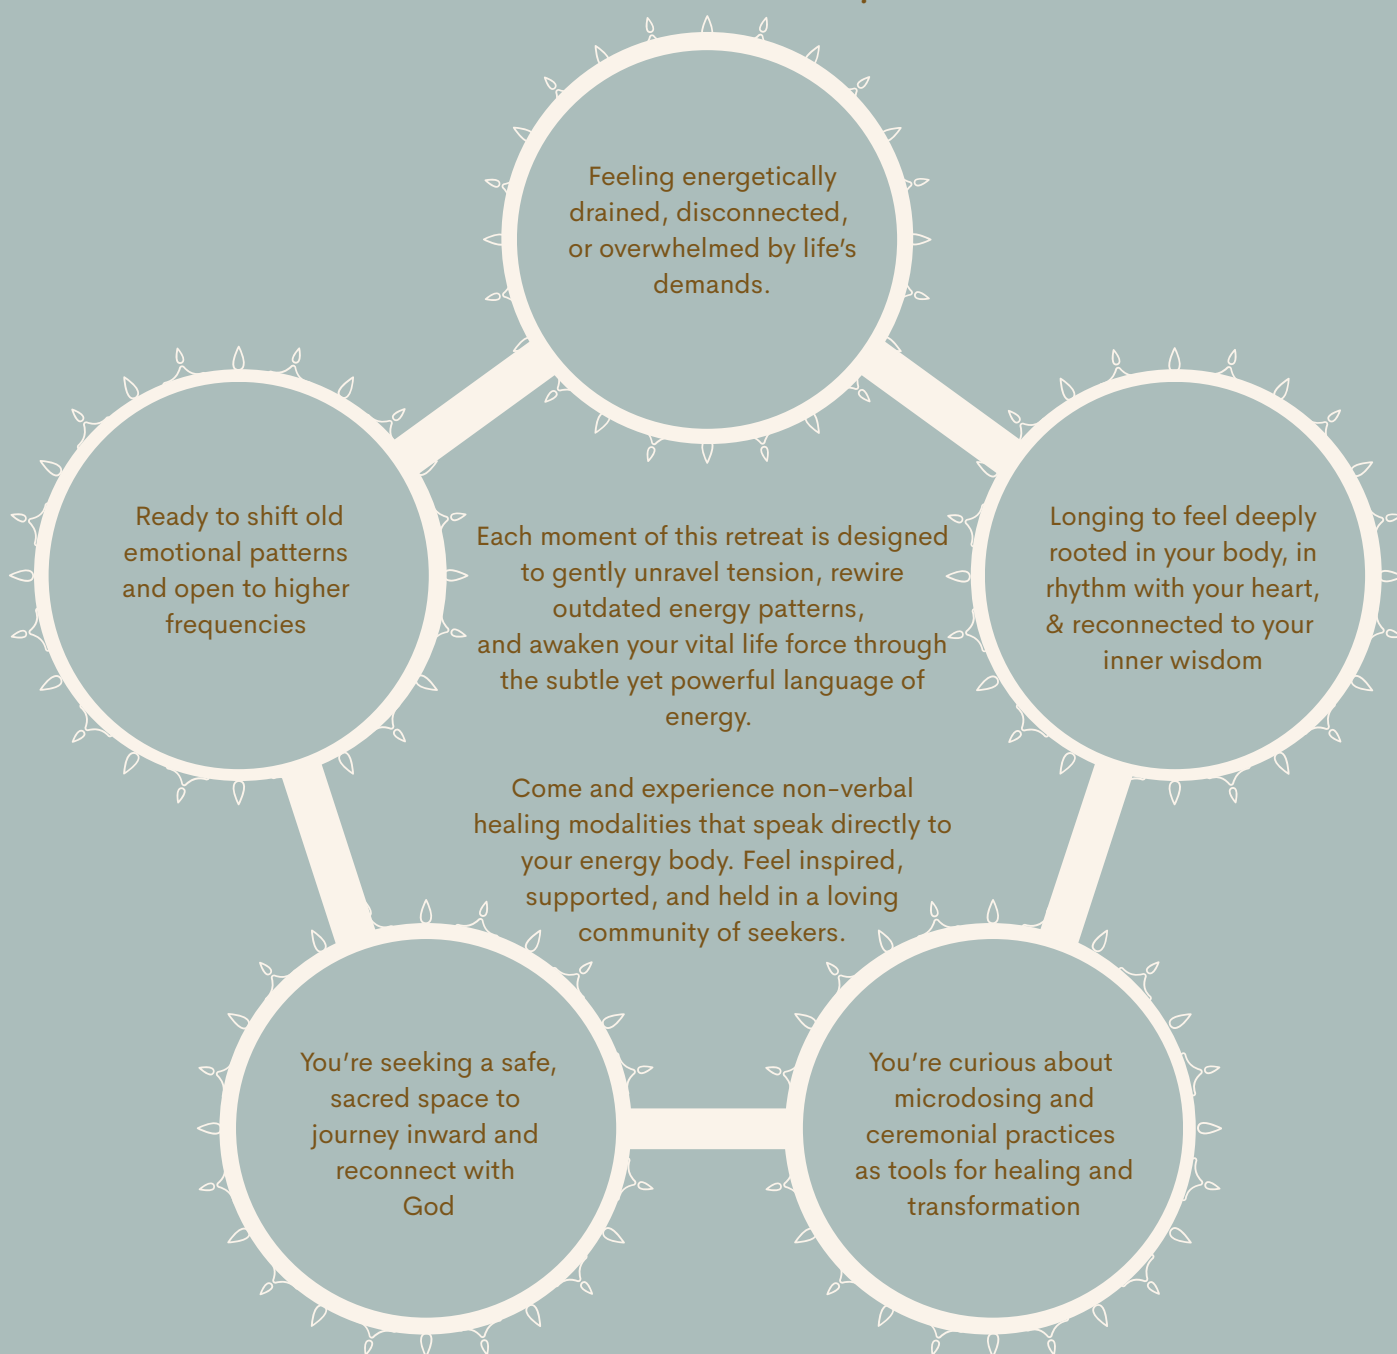 Feeling energetically
drained, disconnected,
or overwhelmed by life's
demands.
Ready to shift old
emotional patterns
and open to higher
frequencies
Each moment of this retreat is designed
to gently unravel tension, rewire
outdated energy patterns,
and awaken your vital life force through
the subtle yet powerful language of
energy.
Come and experience non-verbal
healing modalities that speak directly to
your energy body. Feel inspired,
supported, and held in a loving
community of seekers.
Longing to feel deeply
rooted in your body, in
rhythm with your heart,
& reconnected to your
inner wisdom
You're seeking a safe,
sacred space to
journey inward and
reconnect with
God
You're curious about
microdosing and
ceremonial practices
as tools for healing and
transformation